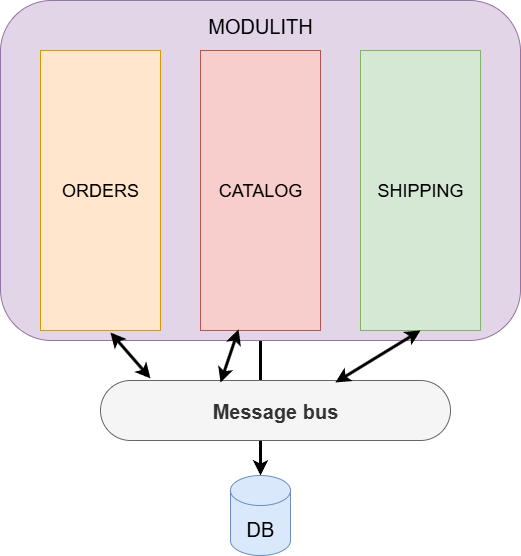 MODULITH
ORDERS
CATALOG
SHIPPING
Message bus
DB